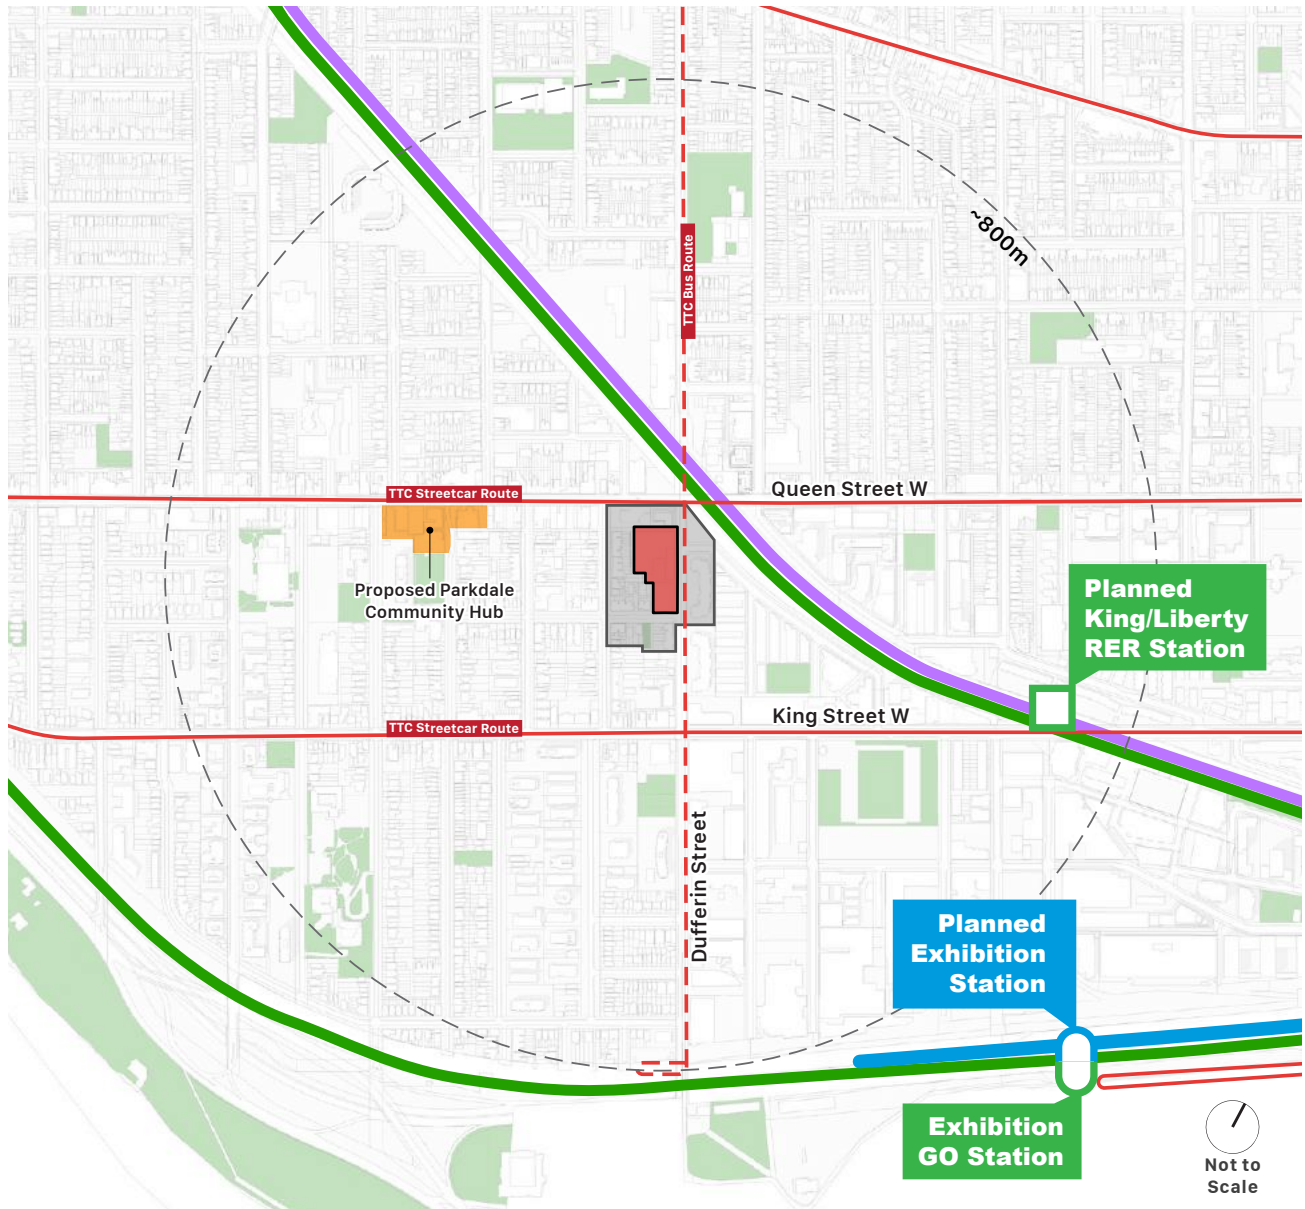 ~800m
TTC Bus Route
TTC Streetcar Route
Queen Street W
Proposed Parkdale
Community Hub
Planned
King/Liberty
RER Station
King Street W
TTC Streetcar Route
Dufferin Street
Planned
Exhibition
Station
Exhibition
GO Station
Not to
Scale